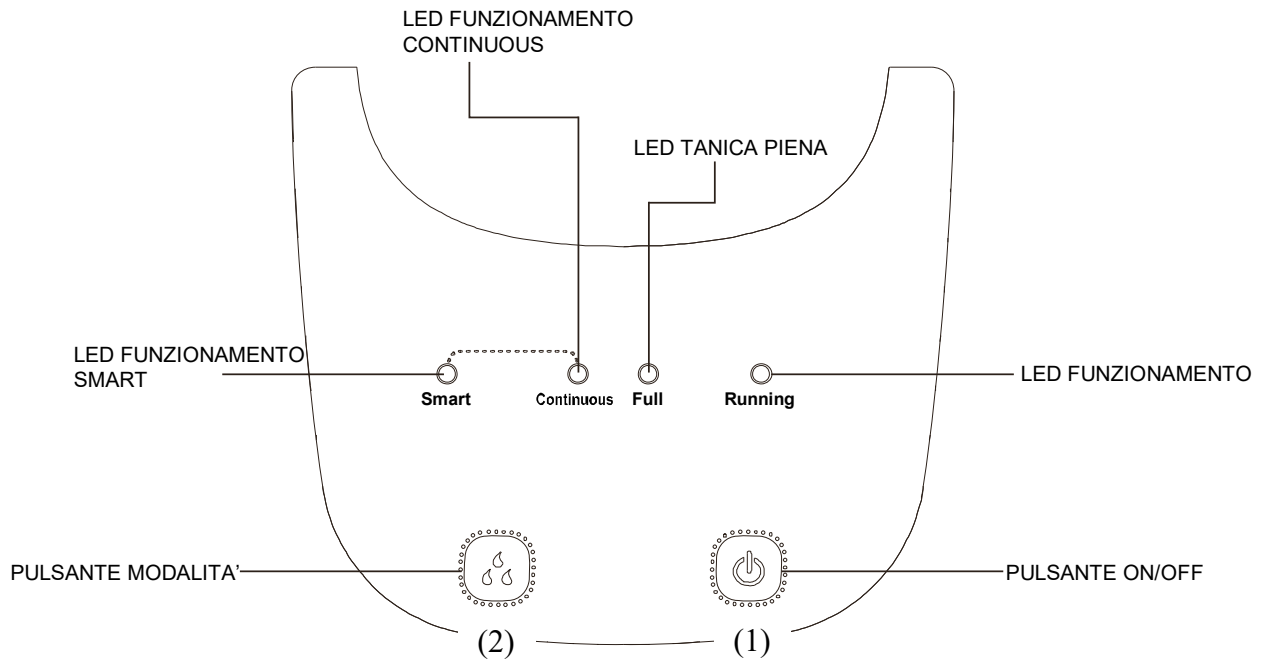 LED FUNZIONAMENTO
CONTINUOUS
LED TANICA PIENA
LED FUNZIONAMENTO
SMART
LED FUNZIONAMENTO
Smart
Continuous
Full
Running
PULSANTE MODALITA'
PULSANTE ON/OFF
(2)
(1)